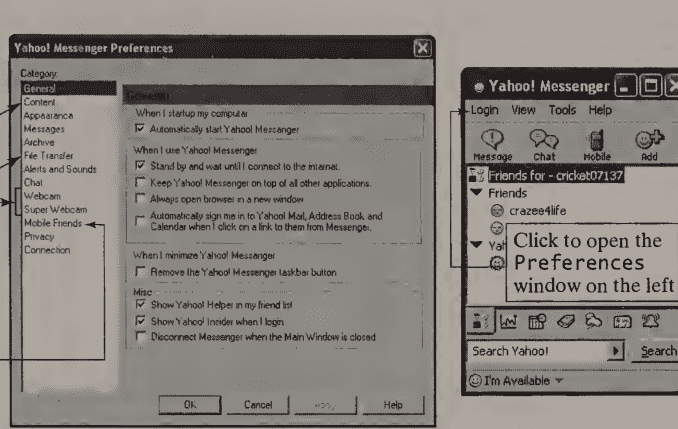 Yahoo! Messenger Preferences
Category:
General
Content
Appearance
Messages
Archive
File Transfer
Alerts and Sounds
Chat
Webcam
Super Webcam
Mobile Friends
Privacy
Connection
General
When I startup my computer
Automatically start Yahoo! Messenger
When I use Yahoo! Messenger
Stand by and wait until I connect to the internet.
Keep Yahoo! Messenger on top of all other applications.
Always open browser in a new window
Automatically sign me in to Yahoo! Mail, Address Book, and
Calendar when I click on a link to them from Messenger.
When I minimize Yahoo! Messenger
Remove the Yahoo! Messenger taskbar button
Misc
Show Yahoo! Helper in my friend list
Show Yahoo! Insider when I login
Disconnect Messenger when the Main Window is closed
OK Cancel Apply Help
Yahoo! Messenger
Login View Tools Help
Message Chat Mobile Add
Friends for - cricket07137
Friends
crazee4life
Yah
Click to open the
Preferences
window on the left
Search Yahoo! Search
I'm Available